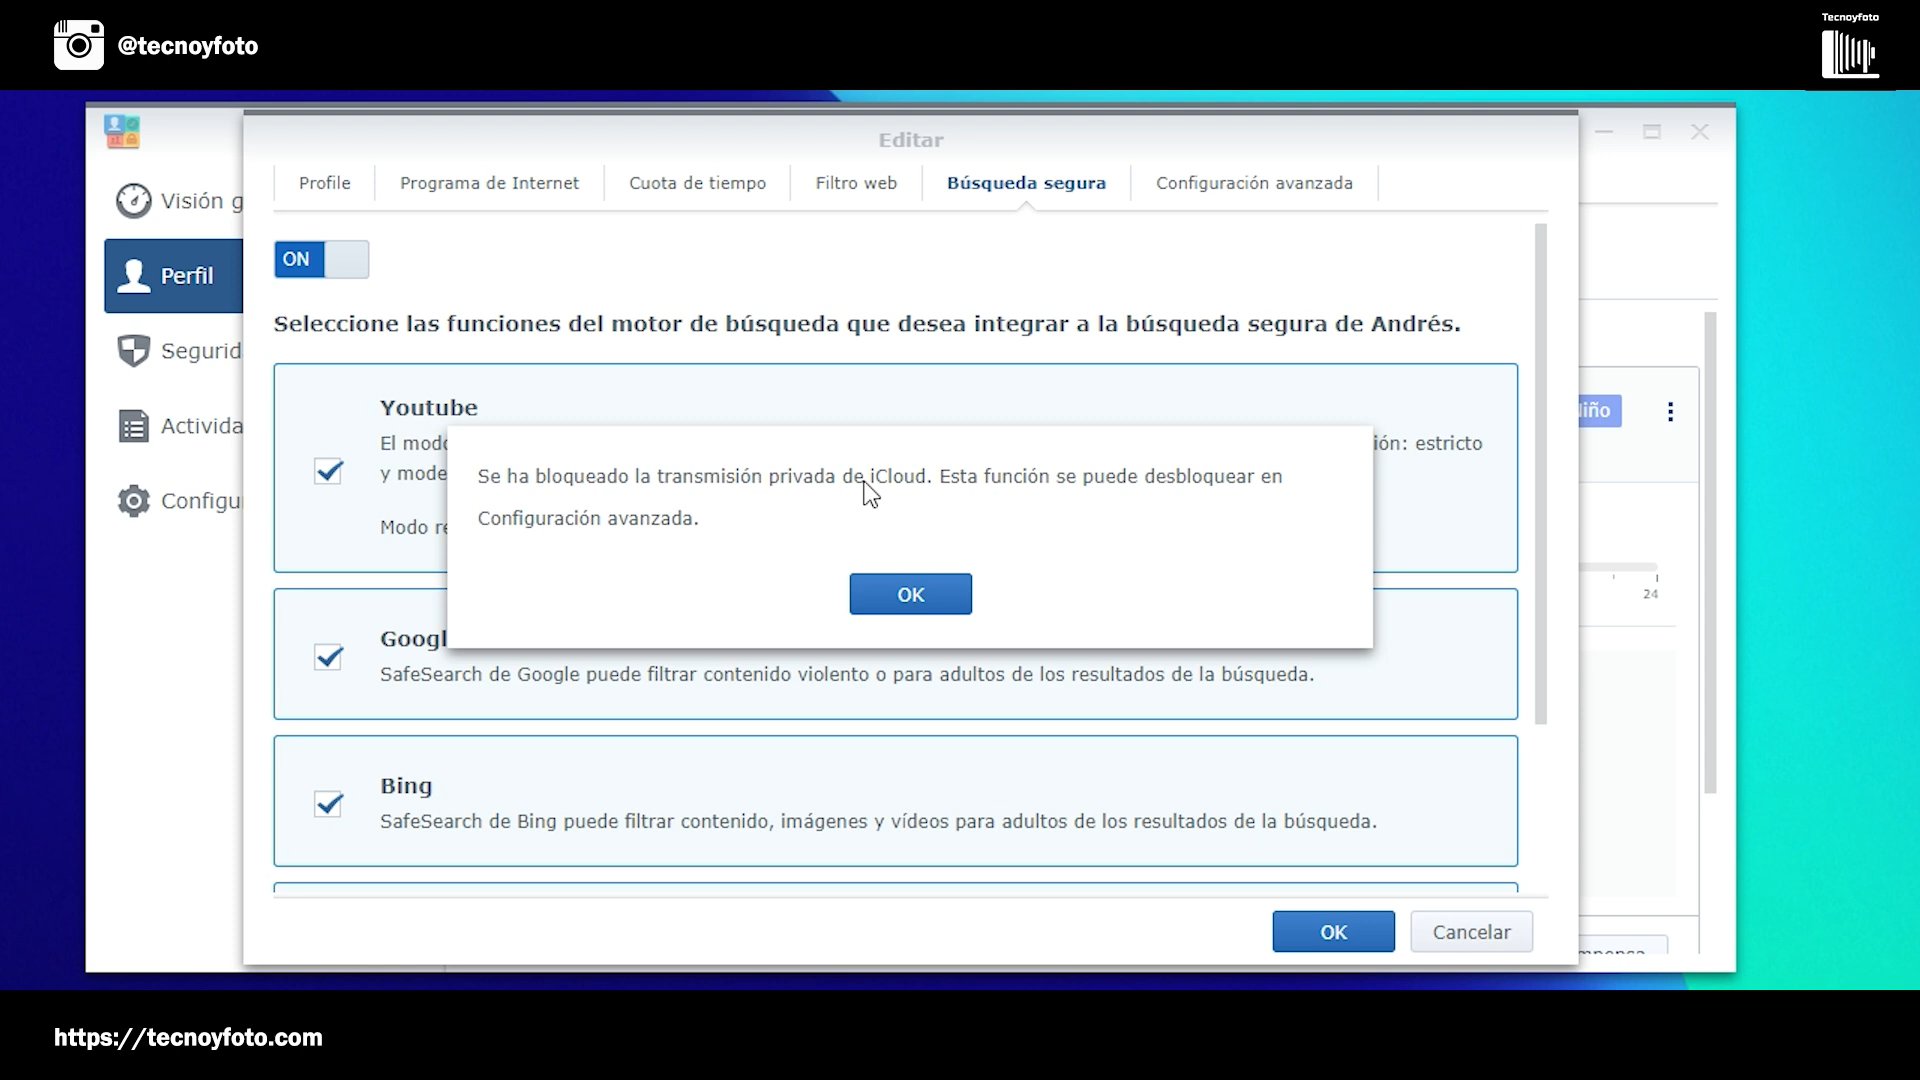 @tecnoyfoto
Tecnoyfoto
Editar
Profile
Programa de Internet
Cuota de tiempo
Filtro web
Búsqueda segura
Configuración avanzada
Visión g
Perfil
Segurid
Activida
Configu
ON
Seleccione las funciones del motor de búsqueda que desea integrar a la búsqueda segura de Andrés.
Youtube
El modo
ión: estricto
y mode
Modo re
Se ha bloqueado la transmisión privada de iCloud. Esta función se puede desbloquear en
Configuración avanzada.
OK
Googl
SafeSearch de Google puede filtrar contenido violento o para adultos de los resultados de la búsqueda.
Bing
SafeSearch de Bing puede filtrar contenido, imágenes y vídeos para adultos de los resultados de la búsqueda.
OK
Cancelar
iño
24
https://tecnoyfoto.com